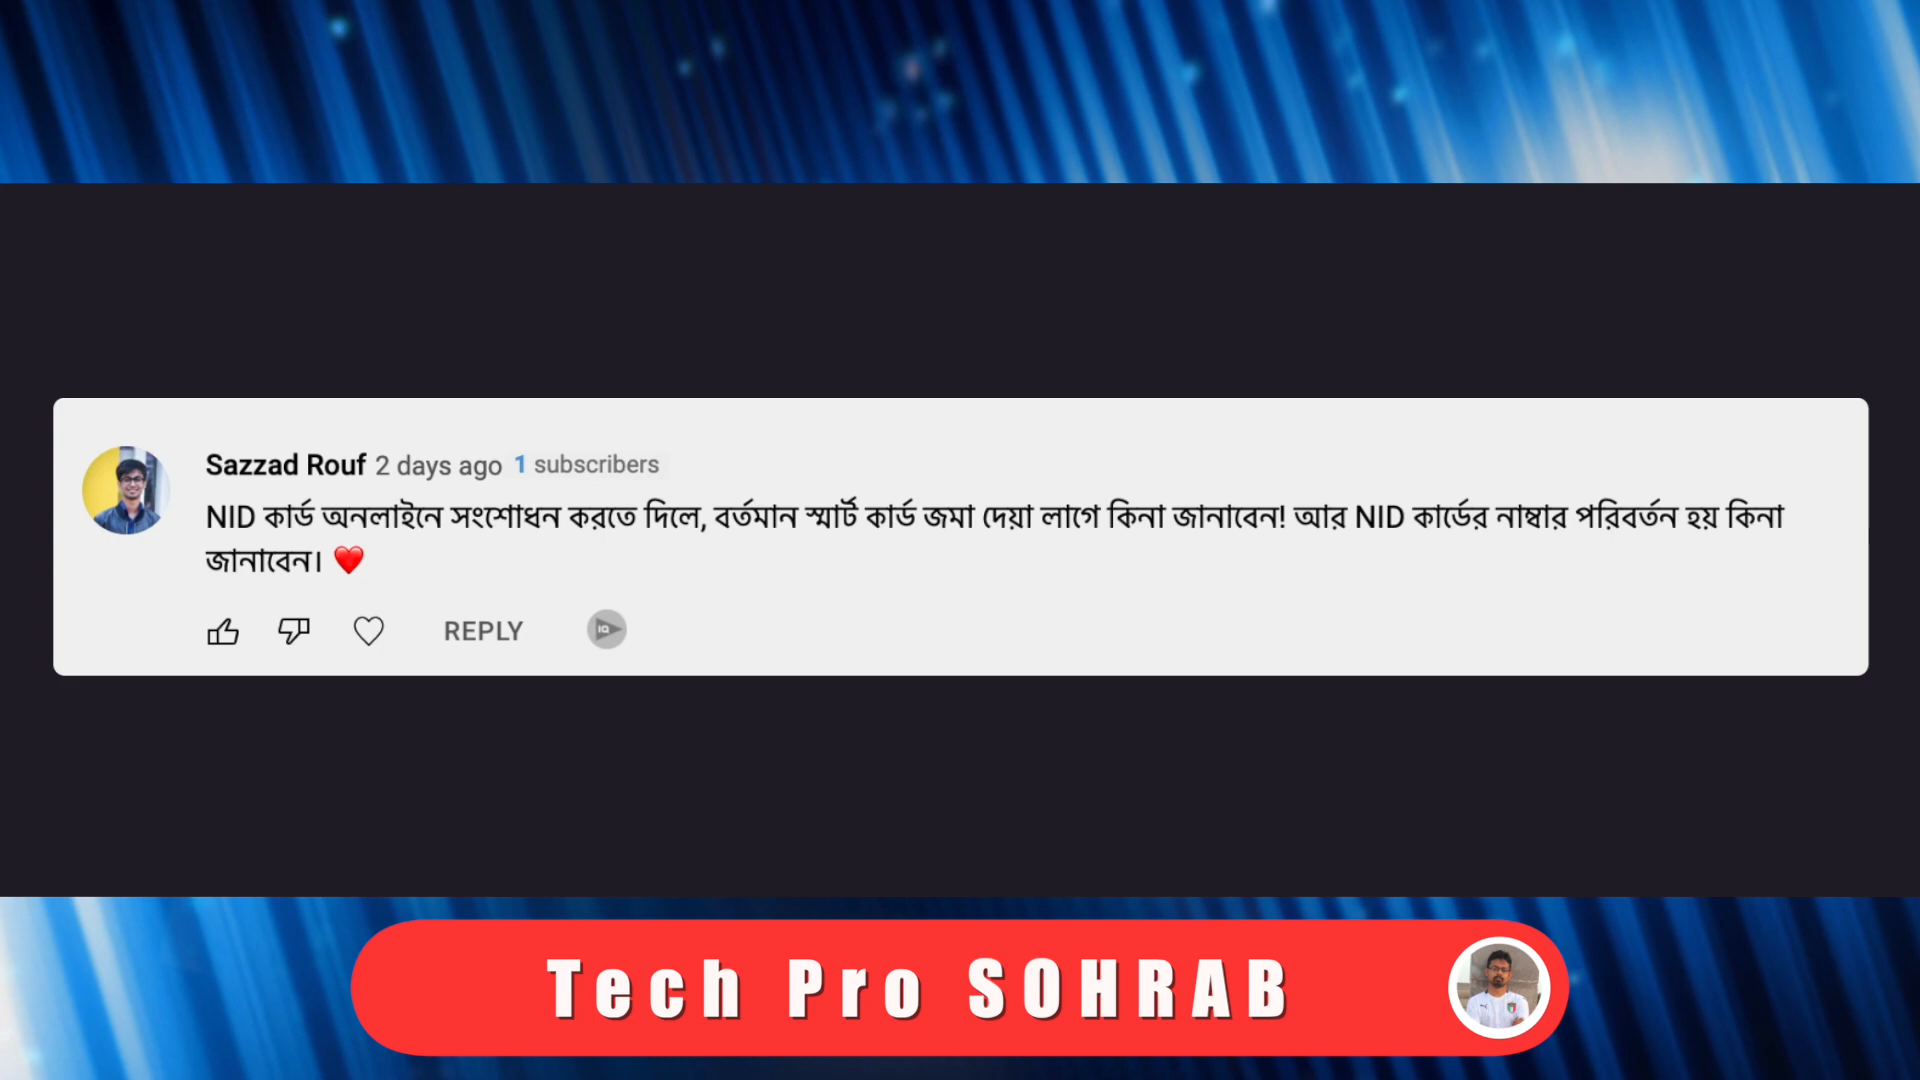 Sazzad Rouf 2 days ago 1 subscribers
NID কার্ড অনলাইনে সংশোধন করতে দিলে, বর্তমান স্মার্ট কার্ড জমা দেয়া লাগে কিনা জানাবেন! আর NID কার্ডের নাম্বার পরিবর্তন হয় কিনা
জানাবেন। ❤️
REPLY IQ
Tech Pro SOHRAB